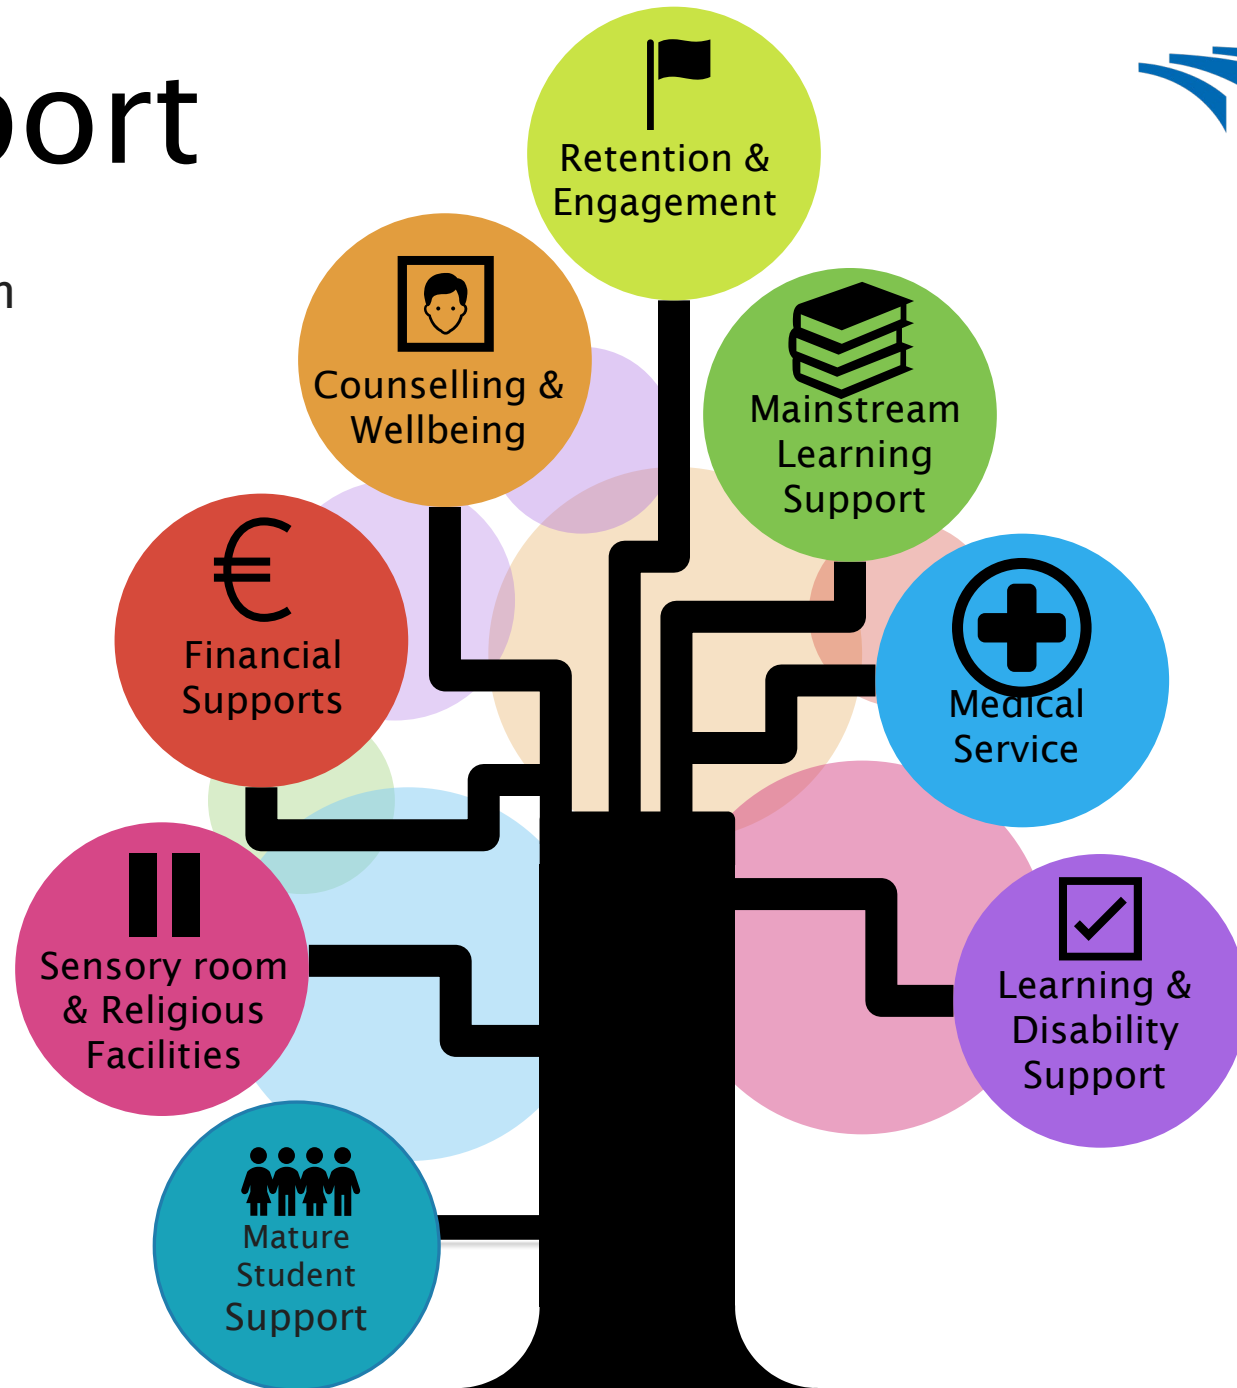 port
n
Retention &
Engagement
Counselling &
Wellbeing
Mainstream
Learning
Support
Financial
Supports
Medical
Service
Sensory room
& Religious
Facilities
Learning &
Disability
Support
Mature
Student
Support